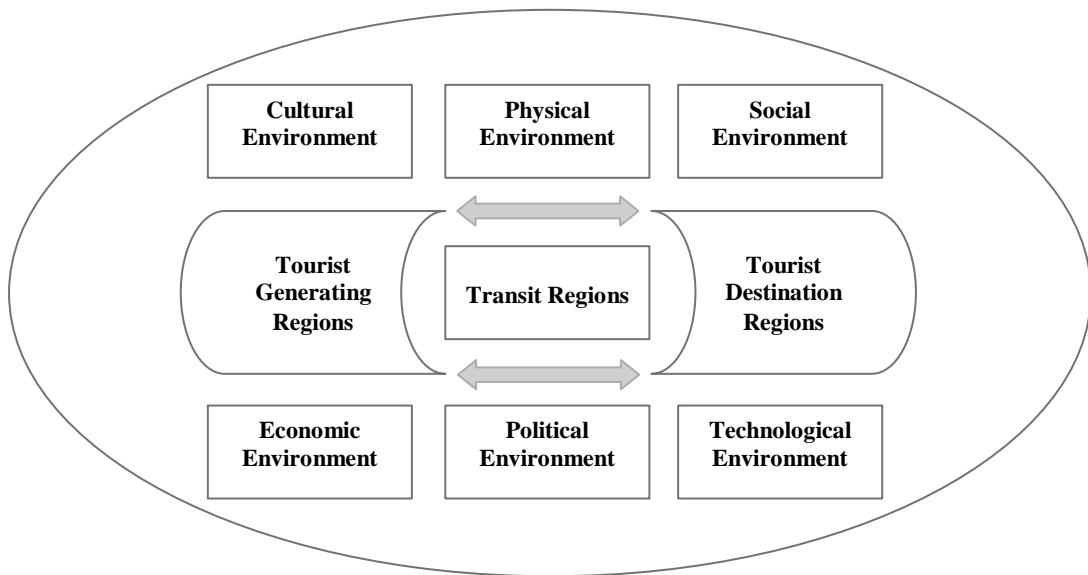 Cultural
Environment
Physical
Environment
Social
Environment
Tourist
Generating
Regions
Transit Regions
Tourist
Destination
Regions
Economic
Environment
Political
Environment
Technological
Environment